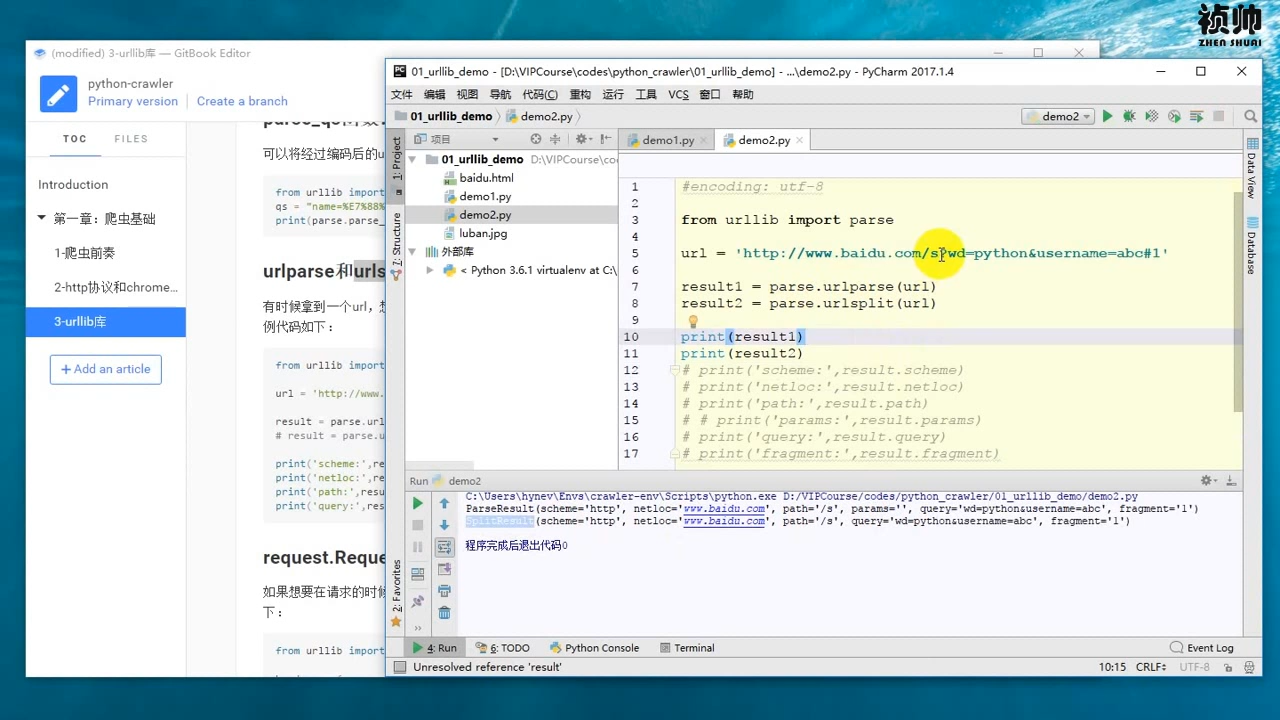 祯帅
ZHEN SHUAI
(modified) 3-urllib库 — GitBook Editor
python-crawler
Primary version
Create a branch
TOC
FILES
Introduction
第一章：爬虫基础
1-爬虫前奏
2-http协议和chrome...
3-urllib库
+ Add an article
可以将经过编码后的u
from urllib import
qs = "name=%E7%88%
print(parse.parse_
urlparse和urls
有时候拿到一个url，想
例代码如下：
from urllib import
url = 'http://www.
result = parse.url
# result = parse.u
print('scheme:',re
print('netloc:',re
print('path:',resu
print('query:',res
request.Reque
如果想要在请求的时候
下：
from urllib import
01_urllib_demo - [D:\VIPCourse\codes\python_crawler\01_urllib_demo] - ...\demo2.py - PyCharm 2017.1.4
文件 编辑 视图 导航 代码(C) 重构 运行 工具 VCS 窗口 帮助
01_urllib_demo
demo2.py
demo2
1: Project
7: Structure
2: Favorites
项目
01_urllib_demo D:\VIPCourse\co
baidu.html
demo1.py
demo2.py
luban.jpg
外部库
< Python 3.6.1 virtualenv at C:\
demo1.py
demo2.py
1 #encoding: utf-8
2
3 from urllib import parse
4
5 url = 'http://www.baidu.com/s?wd=python&username=abc#1'
6
7 result1 = parse.urlparse(url)
8 result2 = parse.urlsplit(url)
9
10 print(result1)
11 print(result2)
12 # print('scheme:',result.scheme)
13 # print('netloc:',result.netloc)
14 # print('path:',result.path)
15 # # print('params:',result.params)
16 # print('query:',result.query)
17 # print('fragment:',result.fragment)
Data View
Database
Run demo2
C:\Users\hynev\Envs\crawler-env\Scripts\python.exe D:/VIPCourse/codes/python_crawler/01_urllib_demo/demo2.py
ParseResult(scheme='http', netloc='www.baidu.com', path='/s', params='', query='wd=python&username=abc', fragment='1')
SplitResult(scheme='http', netloc='www.baidu.com', path='/s', query='wd=python&username=abc', fragment='1')
程序完成后退出代码0
4: Run
6: TODO
Python Console
Terminal
Event Log
Unresolved reference 'result'
10:15 CRLF UTF-8